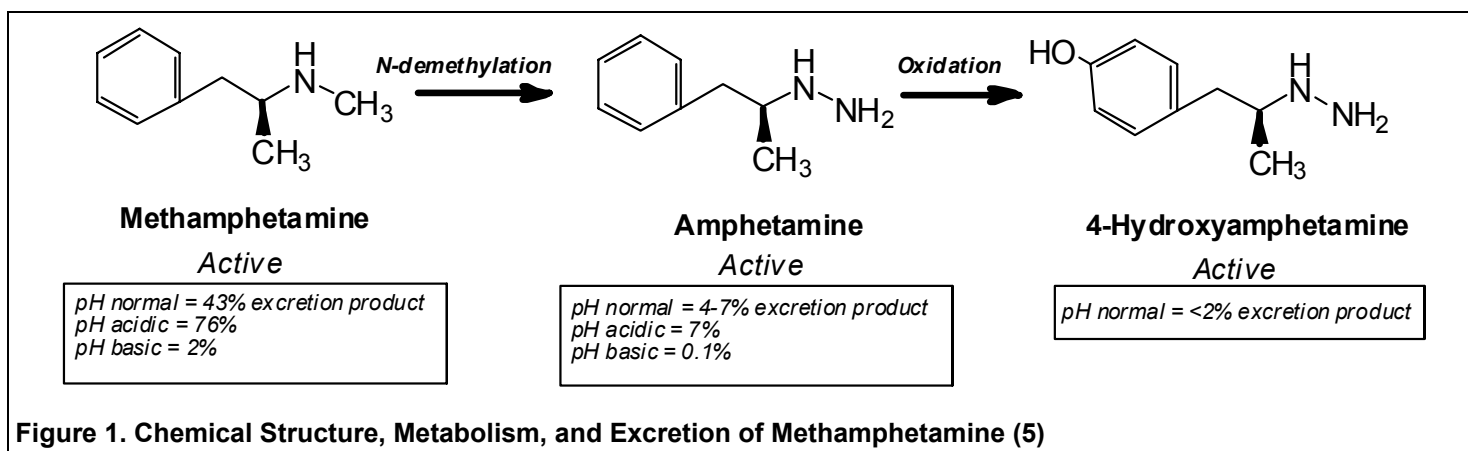 H
N
CH3
CH3
N-demethylation
H
N
NH2
CH3
Oxidation
HO
H
N
NH2
CH3
Methamphetamine
Active
pH normal = 43% excretion product
pH acidic = 76%
pH basic = 2%
Amphetamine
Active
pH normal = 4-7% excretion product
pH acidic = 7%
pH basic = 0.1%
4-Hydroxyamphetamine
Active
pH normal = <2% excretion product
Figure 1. Chemical Structure, Metabolism, and Excretion of Methamphetamine (5)